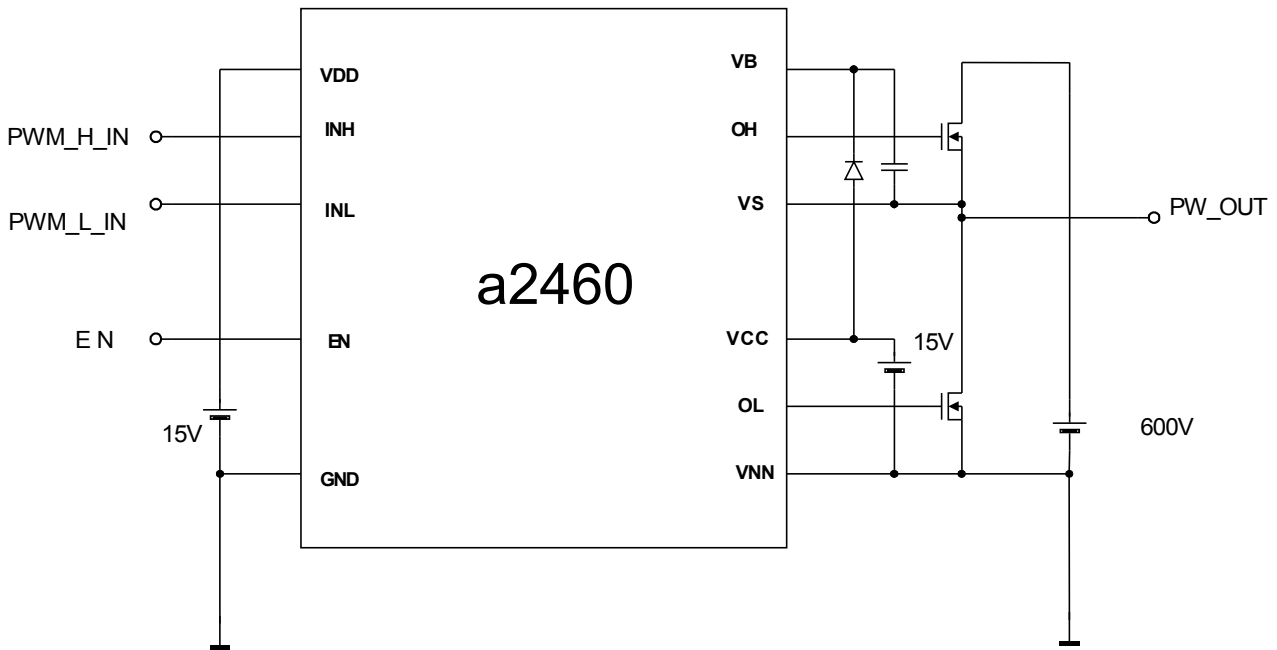 VDD
VB
PWM_H_IN
INH
OH
PWM_L_IN
INL
VS
PW_OUT
a2460
E N
EN
VCC
15V
OL
15V
600V
GND
VNN